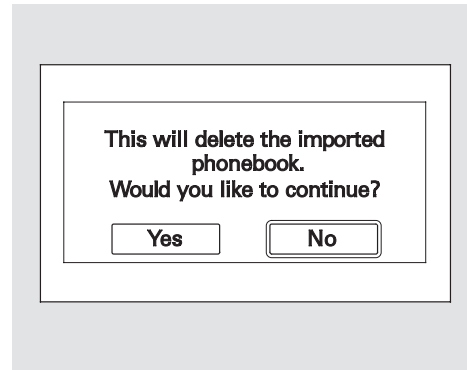 This will delete the imported
phonebook.
Would you like to continue?
Yes No